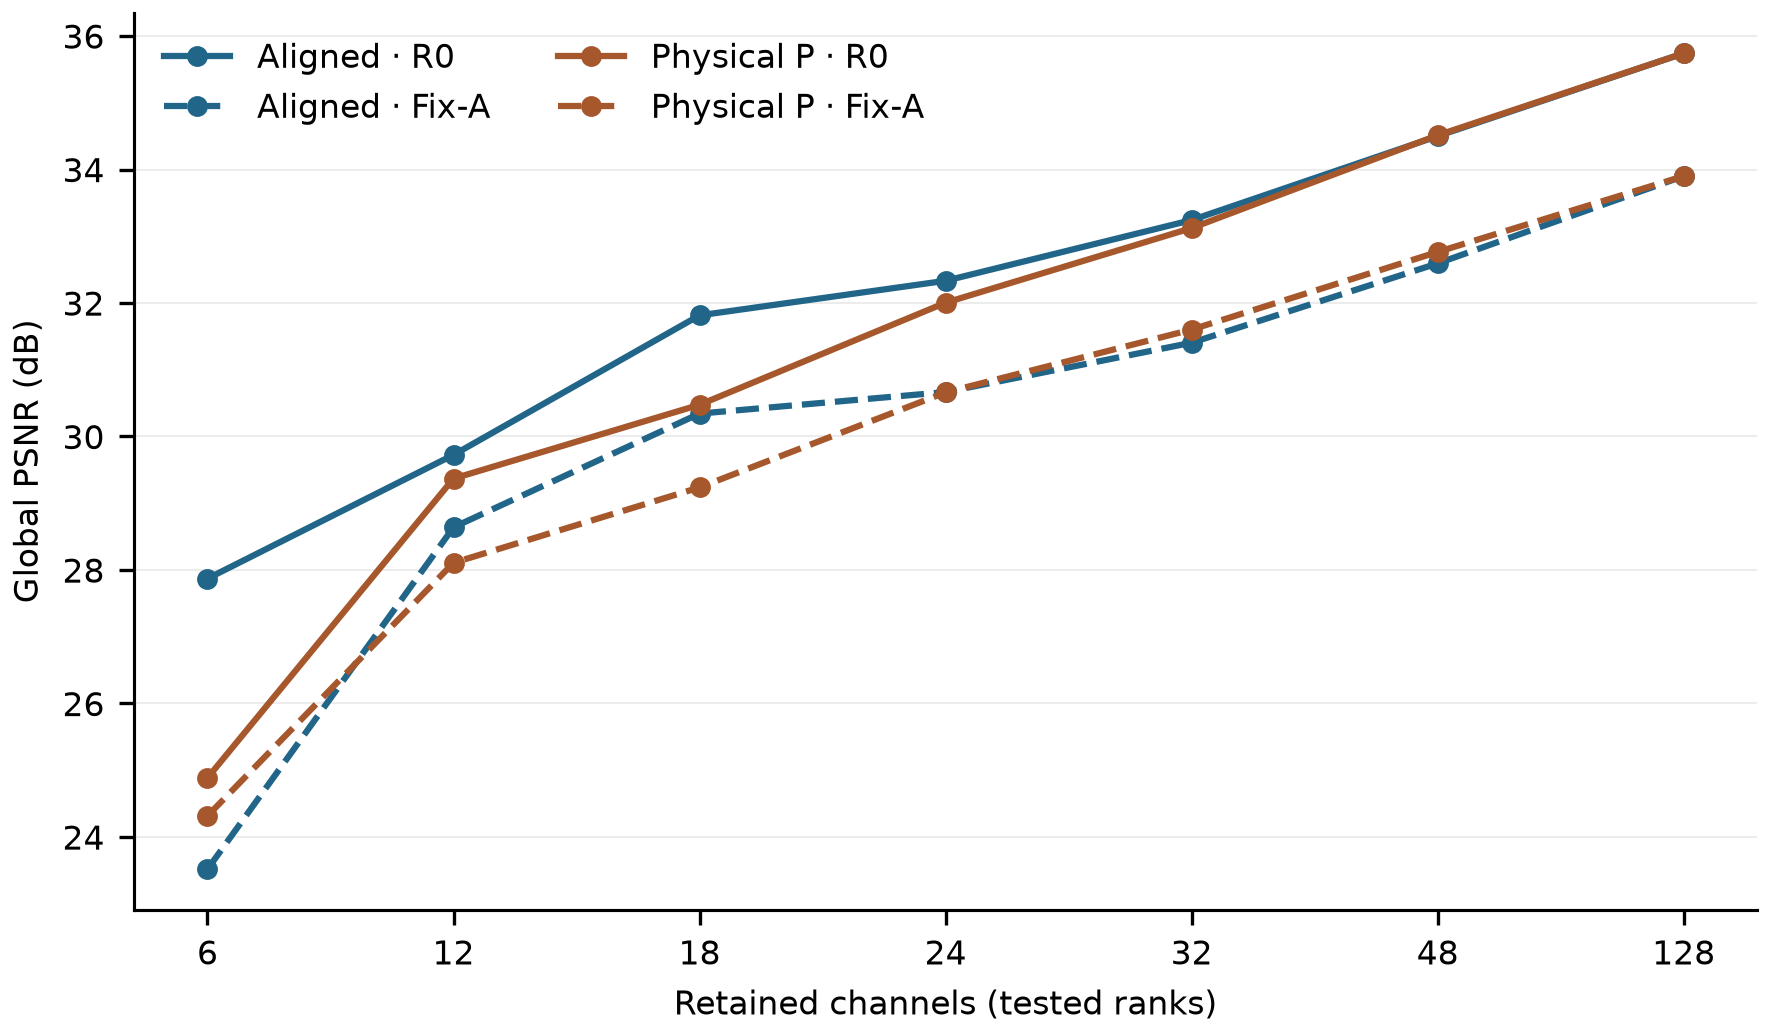 Aligned · R0
Physical P · R0
Aligned · Fix-A
Physical P · Fix-A
Global PSNR (dB)
36
34
32
30
28
26
24
6 12 18 24 32 48 128
Retained channels (tested ranks)